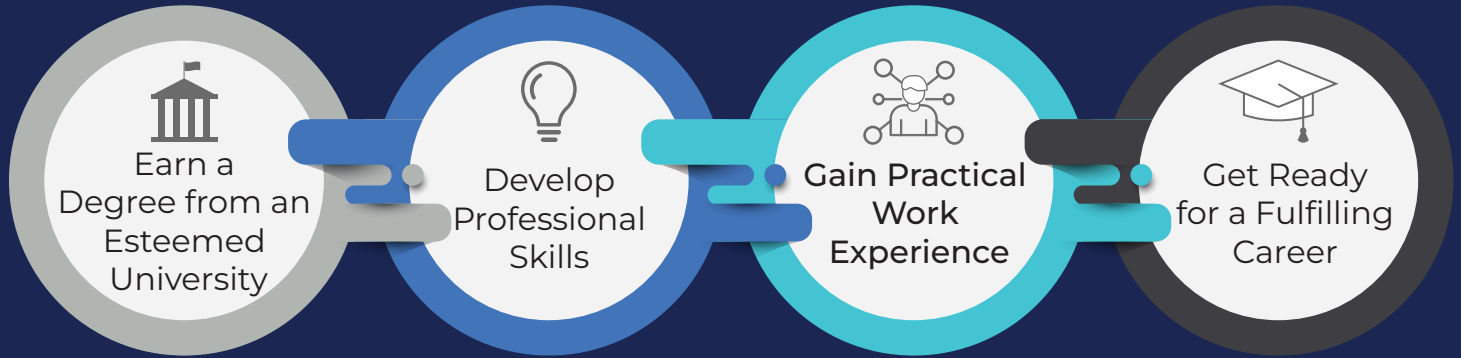 Earn a
Degree from an
Esteemed
University
Develop
Professional
Skills
Gain Practical
Work
Experience
Get Ready
for a Fulfilling
Career